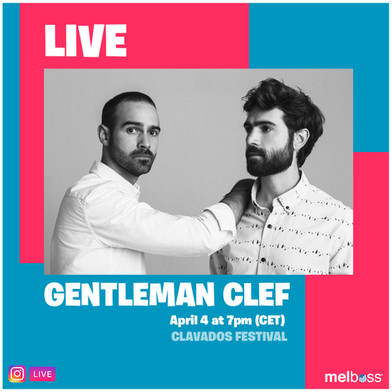 LIVE
GENTLEMAN CLEF
April 4 at 7pm (CET)
CLAVADOS FESTIVAL
LIVE
melboss